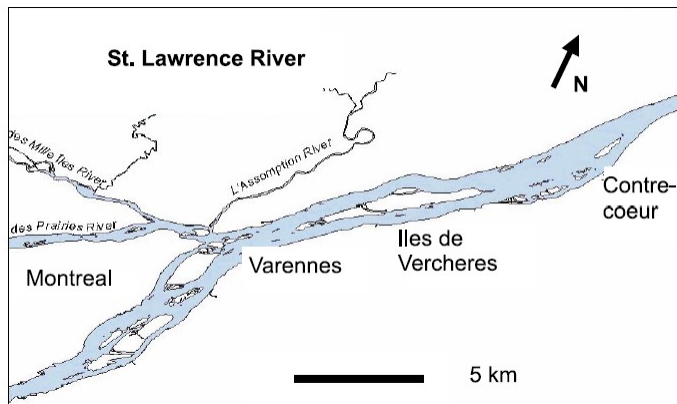 St. Lawrence River
N
des Mille Iles River
L'Assomption River
des Prairies River
Contre-
coeur
Iles de
Vercheres
Varennes
Montreal
5 km